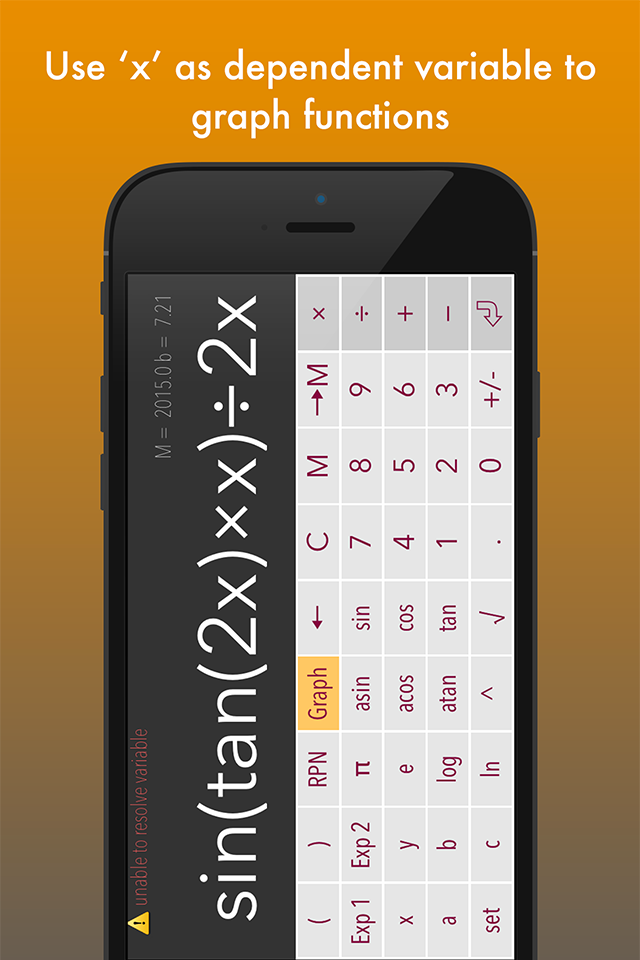 Use ‘x’ as dependent variable to
graph functions
⚠ unable to resolve variable M = 2015.0 b = 7.21
sin(tan(2x)×x)÷2x
( ) RPN Graph ← C M →M ×
Exp 1 Exp 2 π asin sin 7 8 9 ÷
x y e acos cos 4 5 6 +
a b log atan tan 1 2 3 −
set c ln ^ √ . 0 +/-